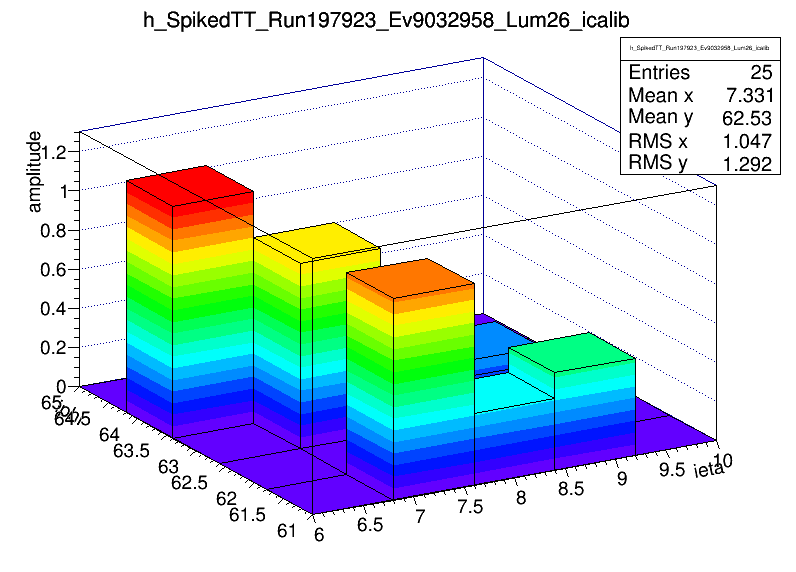 h_SpikedTT_Run197923_Ev9032958_Lum26_icalib
h_SpikedTT_Run197923_Ev9032958_Lum26_icalib
Entries 25
Mean x 7.331
Mean y 62.53
RMS x 1.047
RMS y 1.292
amplitude
1.2
1
0.8
0.6
0.4
0.2
0
65
64.5
64
63.5
63
62.5
62
61.5
61
6
6.5
7
7.5
8
8.5
9
9.5
10
ieta